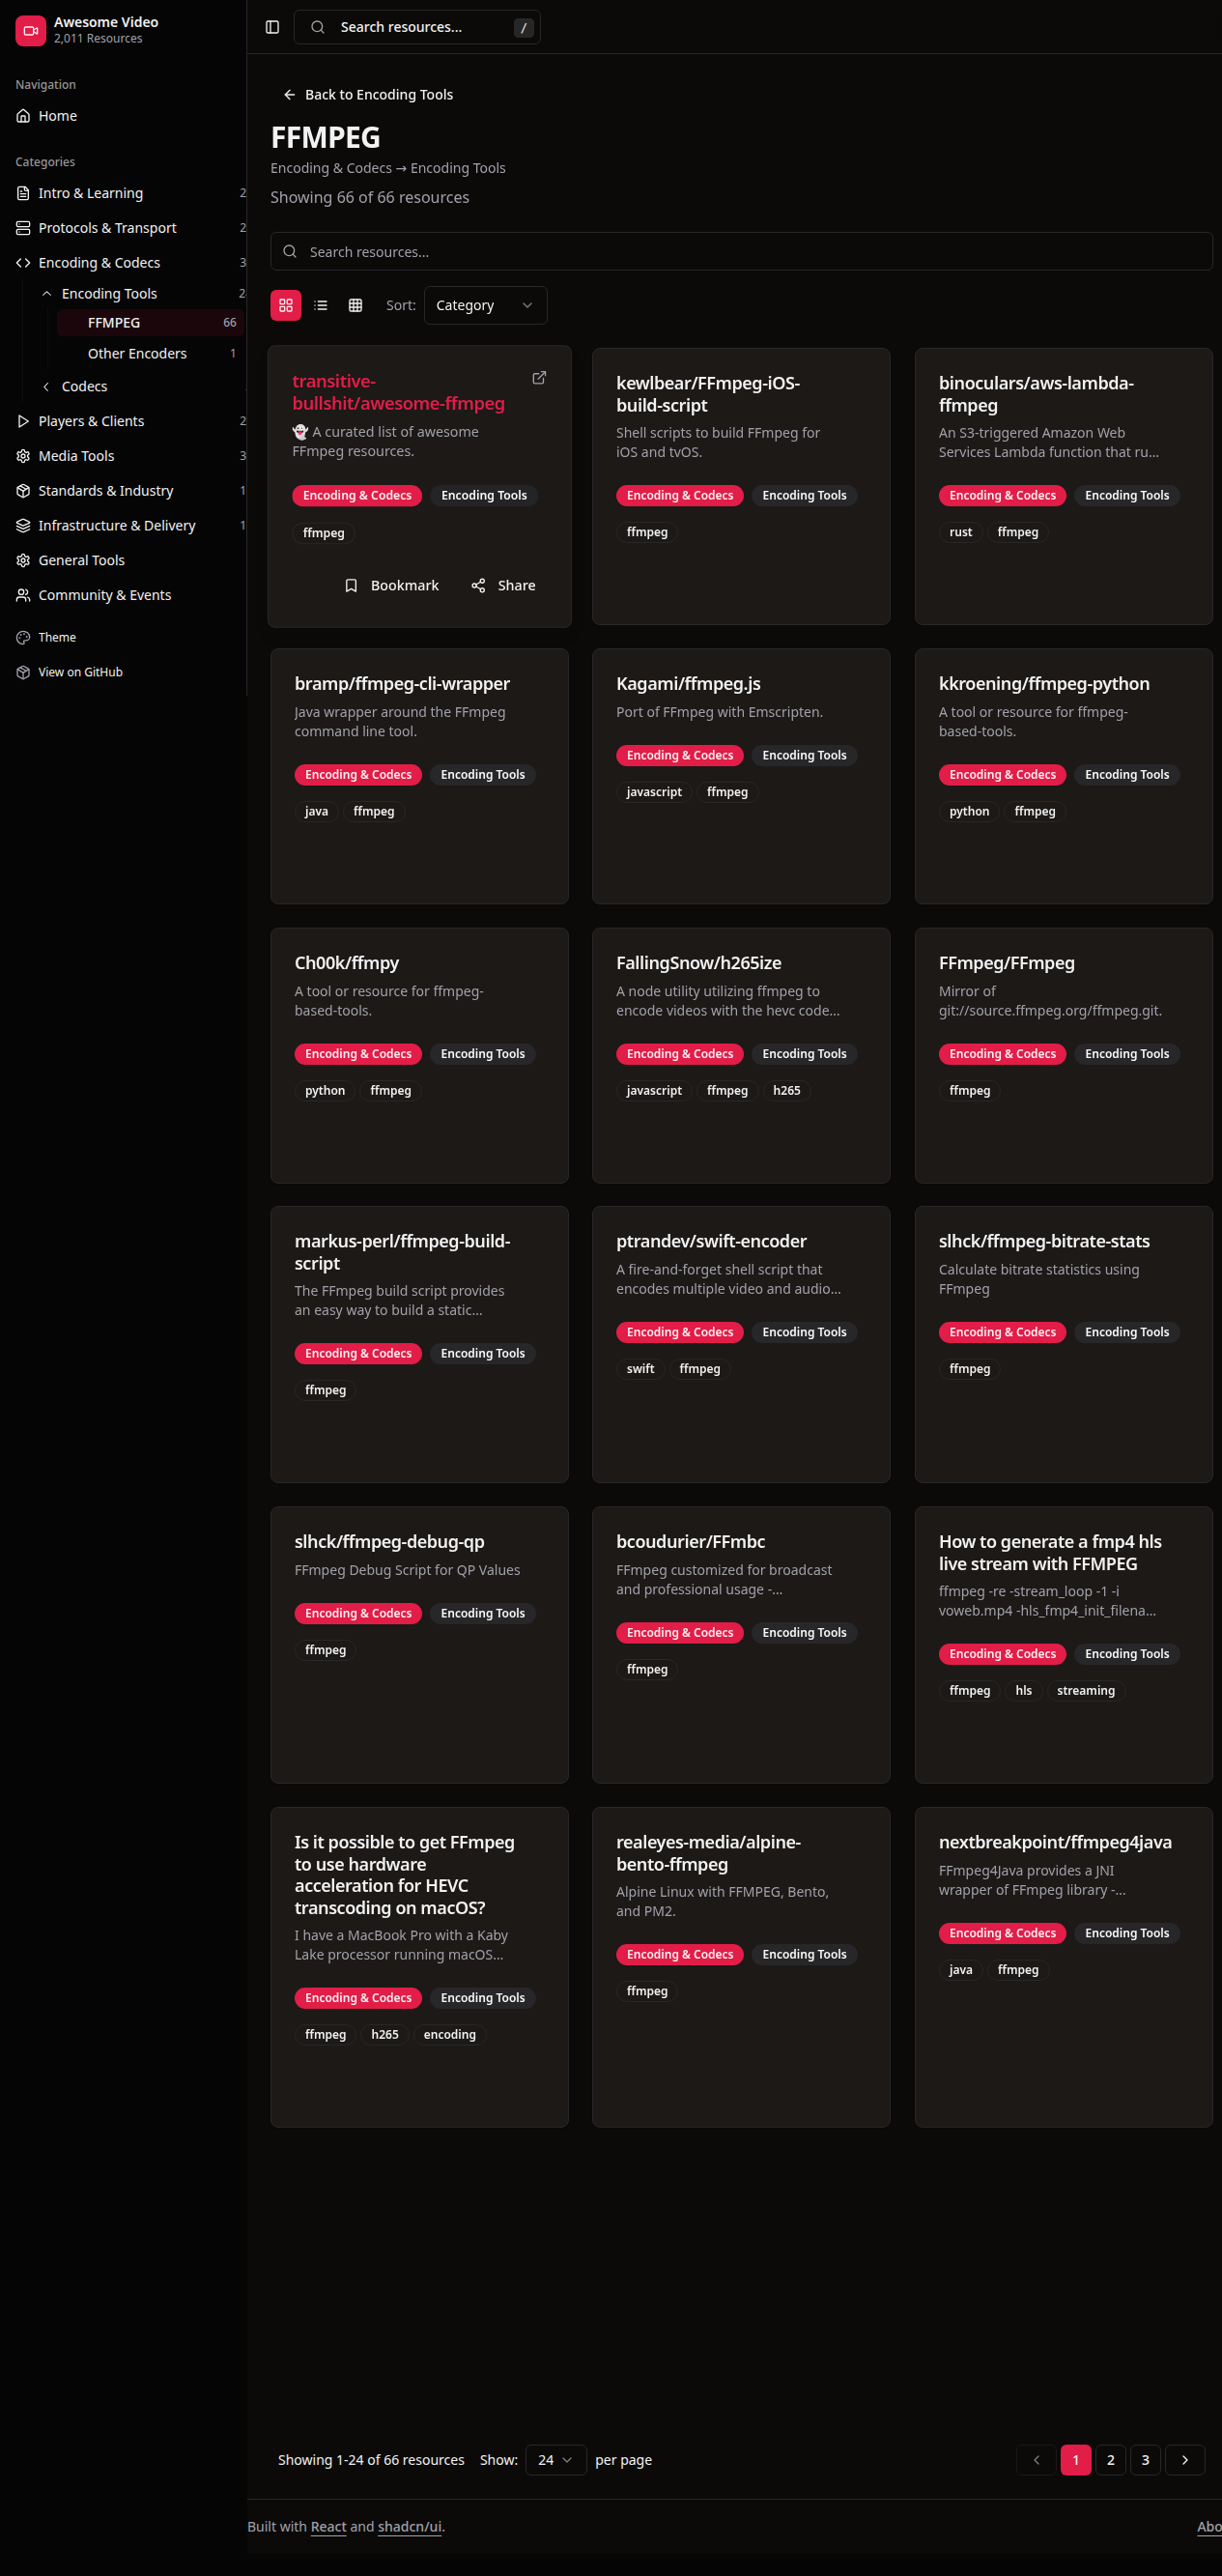 Awesome Video
2,011 Resources
Navigation
Home
Categories
Intro & Learning 2
Protocols & Transport 2
Encoding & Codecs 3
Encoding Tools 2
FFMPEG 66
Other Encoders 1
Codecs
Players & Clients 2
Media Tools 3
Standards & Industry 1
Infrastructure & Delivery 1
General Tools
Community & Events
Theme
View on GitHub
Search resources... /
Back to Encoding Tools
FFMPEG
Encoding & Codecs → Encoding Tools
Showing 66 of 66 resources
Search resources...
Sort: Category
transitive-
bullshit/awesome-ffmpeg
👻 A curated list of awesome
FFmpeg resources.
Encoding & Codecs Encoding Tools
ffmpeg
Bookmark Share
kewlbear/FFmpeg-iOS-
build-script
Shell scripts to build FFmpeg for
iOS and tvOS.
Encoding & Codecs Encoding Tools
ffmpeg
binoculars/aws-lambda-
ffmpeg
An S3-triggered Amazon Web
Services Lambda function that ru...
Encoding & Codecs Encoding Tools
rust ffmpeg
bramp/ffmpeg-cli-wrapper
Java wrapper around the FFmpeg
command line tool.
Encoding & Codecs Encoding Tools
java ffmpeg
Kagami/ffmpeg.js
Port of FFmpeg with Emscripten.
Encoding & Codecs Encoding Tools
javascript ffmpeg
kkroening/ffmpeg-python
A tool or resource for ffmpeg-
based-tools.
Encoding & Codecs Encoding Tools
python ffmpeg
Ch00k/ffmpy
A tool or resource for ffmpeg-
based-tools.
Encoding & Codecs Encoding Tools
python ffmpeg
FallingSnow/h265ize
A node utility utilizing ffmpeg to
encode videos with the hevc code...
Encoding & Codecs Encoding Tools
javascript ffmpeg h265
FFmpeg/FFmpeg
Mirror of
git://source.ffmpeg.org/ffmpeg.git.
Encoding & Codecs Encoding Tools
ffmpeg
markus-perl/ffmpeg-build-
script
The FFmpeg build script provides
an easy way to build a static...
Encoding & Codecs Encoding Tools
ffmpeg
ptrandev/swift-encoder
A fire-and-forget shell script that
encodes multiple video and audio...
Encoding & Codecs Encoding Tools
swift ffmpeg
slhck/ffmpeg-bitrate-stats
Calculate bitrate statistics using
FFmpeg
Encoding & Codecs Encoding Tools
ffmpeg
slhck/ffmpeg-debug-qp
FFmpeg Debug Script for QP Values
Encoding & Codecs Encoding Tools
ffmpeg
bcoudurier/FFmbc
FFmpeg customized for broadcast
and professional usage -...
Encoding & Codecs Encoding Tools
ffmpeg
How to generate a fmp4 hls
live stream with FFMPEG
ffmpeg -re -stream_loop -1 -i
voweb.mp4 -hls_fmp4_init_filena...
Encoding & Codecs Encoding Tools
ffmpeg hls streaming
Is it possible to get FFmpeg
to use hardware
acceleration for HEVC
transcoding on macOS?
I have a MacBook Pro with a Kaby
Lake processor running macOS...
Encoding & Codecs Encoding Tools
ffmpeg h265 encoding
realeyes-media/alpine-
bento-ffmpeg
Alpine Linux with FFMPEG, Bento,
and PM2.
Encoding & Codecs Encoding Tools
ffmpeg
nextbreakpoint/ffmpeg4java
FFmpeg4Java provides a JNI
wrapper of FFmpeg library -...
Encoding & Codecs Encoding Tools
java ffmpeg
Showing 1-24 of 66 resources Show: 24 per page
1 2 3
Built with React and shadcn/ui.
Abo